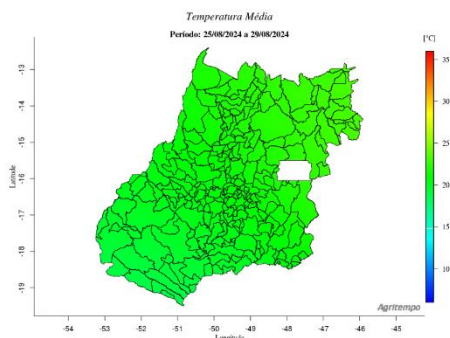 Temperatura Média
Período: 25/08/2024 a 29/08/2024
[°C]
35
30
25
20
15
10
-13
-14
-15
-16
-17
-18
-19
Latitude
Agritempo
-54 -53 -52 -51 -50 -49 -48 -47 -46 -45
Longitude